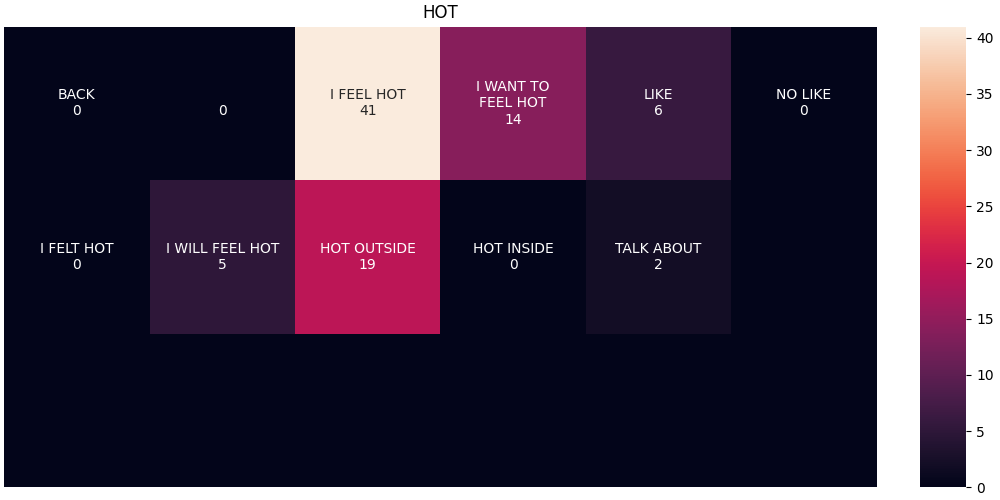 HOT
BACK
0
0
I FEEL HOT
41
I WANT TO
FEEL HOT
14
LIKE
6
NO LIKE
0
I FELT HOT
0
I WILL FEEL HOT
5
HOT OUTSIDE
19
HOT INSIDE
0
TALK ABOUT
2
40
35
30
25
20
15
10
5
0